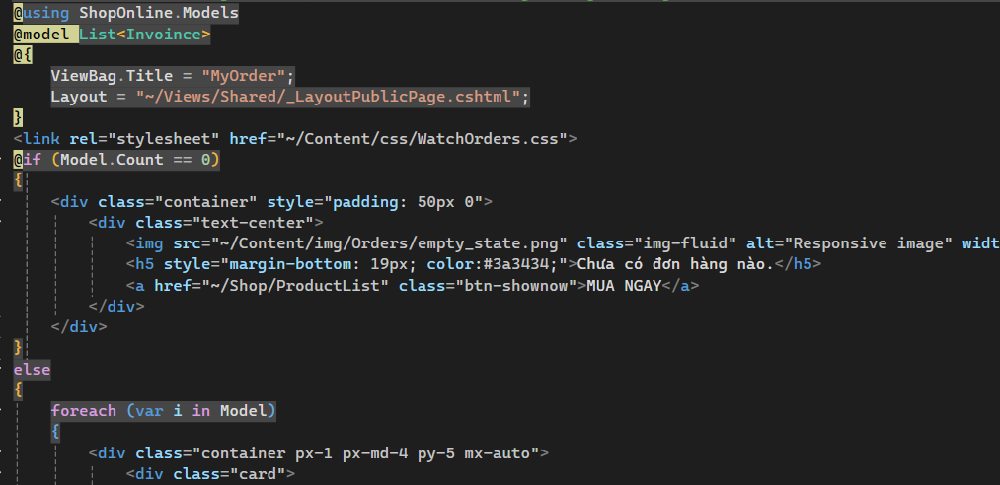 @using ShopOnline.Models
@model List<Invoince>
@{
ViewBag.Title = "MyOrder";
Layout = "~/Views/Shared/_LayoutPublicPage.cshtml";
}
<link rel="stylesheet" href="~/Content/css/WatchOrders.css">
@if (Model.Count == 0)
{
<div class="container" style="padding: 50px 0">
<div class="text-center">
<img src="~/Content/img/Orders/empty_state.png" class="img-fluid" alt="Responsive image" widt
<h5 style="margin-bottom: 19px; color:#3a3434;">Chưa có đơn hàng nào.</h5>
<a href="~/Shop/ProductList" class="btn-shownow">MUA NGAY</a>
</div>
</div>
}
else
{
foreach (var i in Model)
{
<div class="container px-1 px-md-4 py-5 mx-auto">
<div class="card">